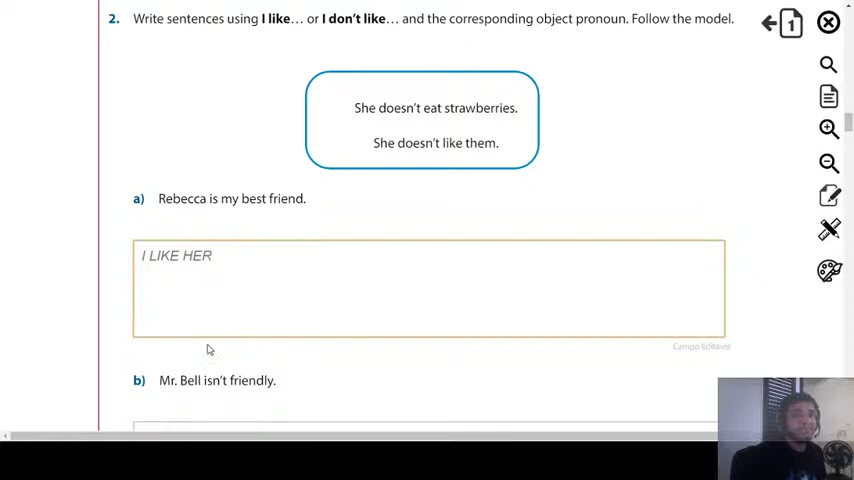 2. Write sentences using I like... or I don't like... and the corresponding object pronoun. Follow the model.
1
She doesn't eat strawberries.
She doesn't like them.
a) Rebecca is my best friend.
I LIKE HER
Campo Editável
b) Mr. Bell isn't friendly.